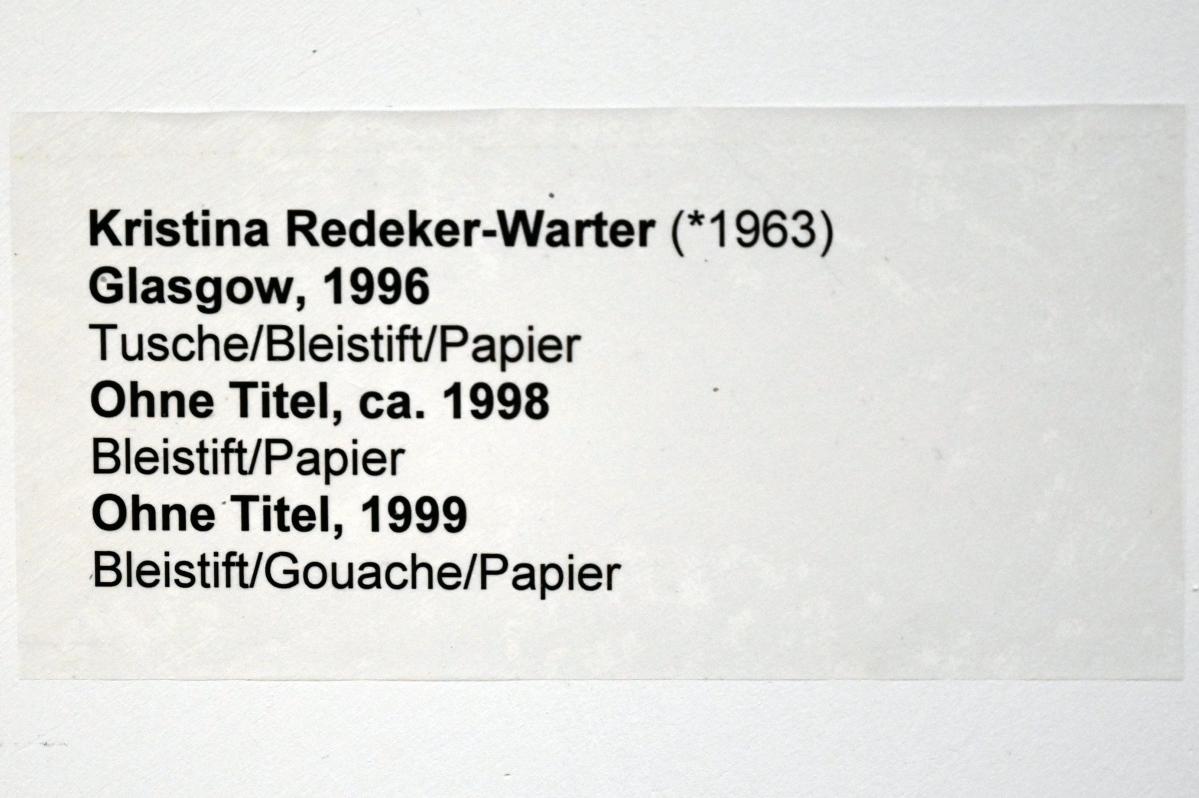 Kristina Redeker-Warter (*1963)
Glasgow, 1996
Tusche/Bleistift/Papier
Ohne Titel, ca. 1998
Bleistift/Papier
Ohne Titel, 1999
Bleistift/Gouache/Papier